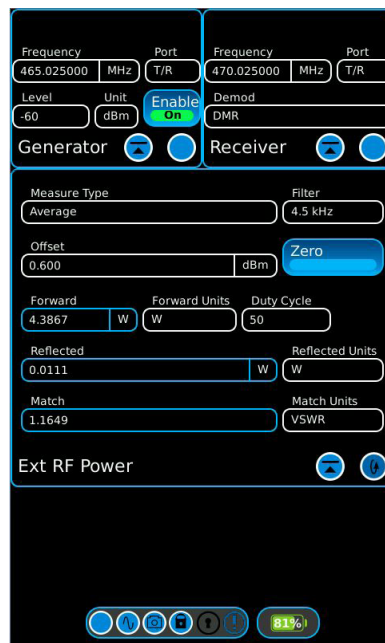 Frequency Port Frequency Port
465.025000 MHz T/R 470.025000 MHz T/R
Level Unit Enable Demod
-60 dBm On DMR
Generator Receiver
Measure Type Filter
Average 4.5 kHz
Offset Zero
0.600 dBm
Forward Forward Units Duty Cycle
4.3867 W W 50
Reflected Reflected Units
0.0111 W W
Match Match Units
1.1649 VSWR
Ext RF Power
81%